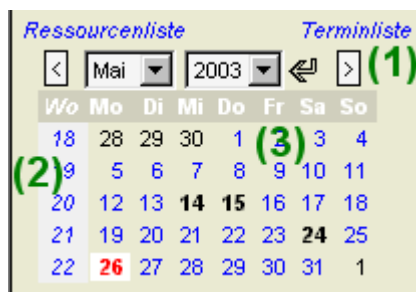 Ressourcenliste Terminliste
< Mai 2003 > (1)
Wo Mo Di Mi Do Fr Sa So
18 28 29 30 1 (3) 3 4
(2) 9 5 6 7 8 9 10 11
20 12 13 14 15 16 17 18
21 19 20 21 22 23 24 25
22 26 27 28 29 30 31 1